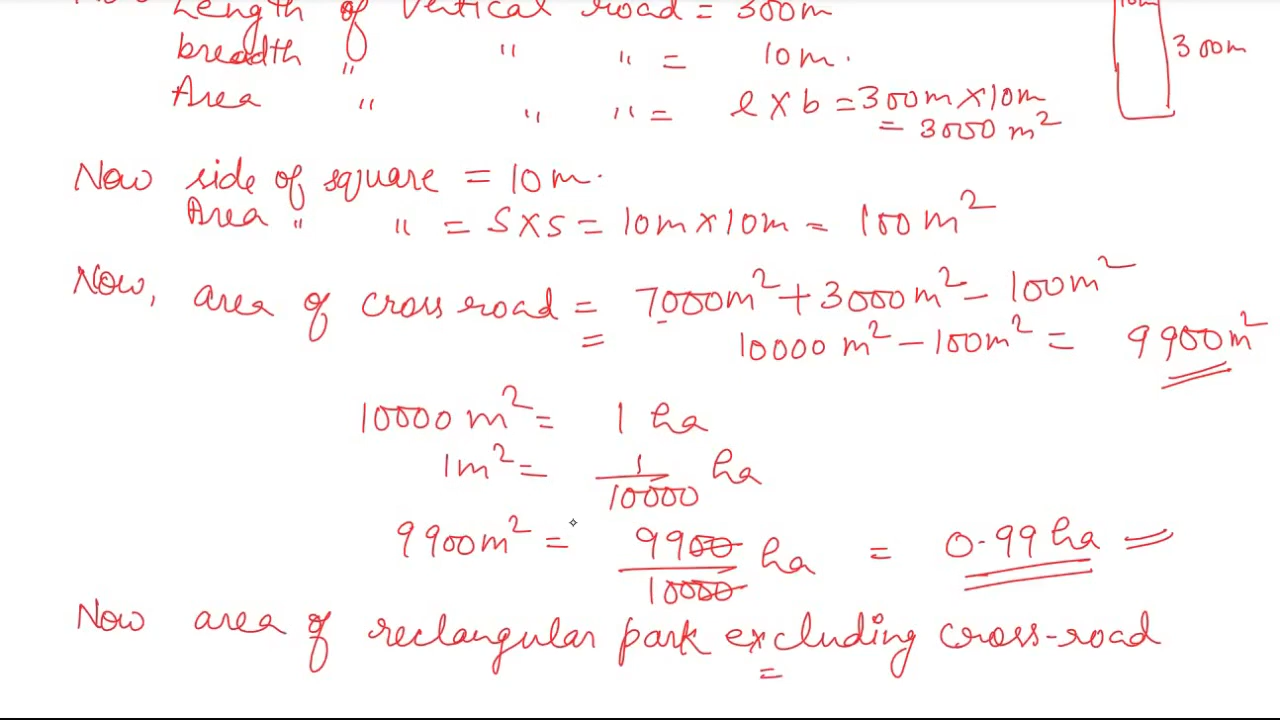 Length of vertical road = 300m
10m
breadth " " " = 10m.
300m
Area " " " = l × b = 300m × 10m
= 3000 m²
Now side of square = 10m.
Area " " = S × S = 10m × 10m = 100m²
Now, area of cross road = 7000m² + 3000m² - 100m²
= 10000 m² - 100m² = 9900m²
10000 m² = 1 ha
1m² = 1/10000 ha
9900m² = 9900/10000 ha = 0.99 ha
Now area of rectangular park excluding cross-road
=